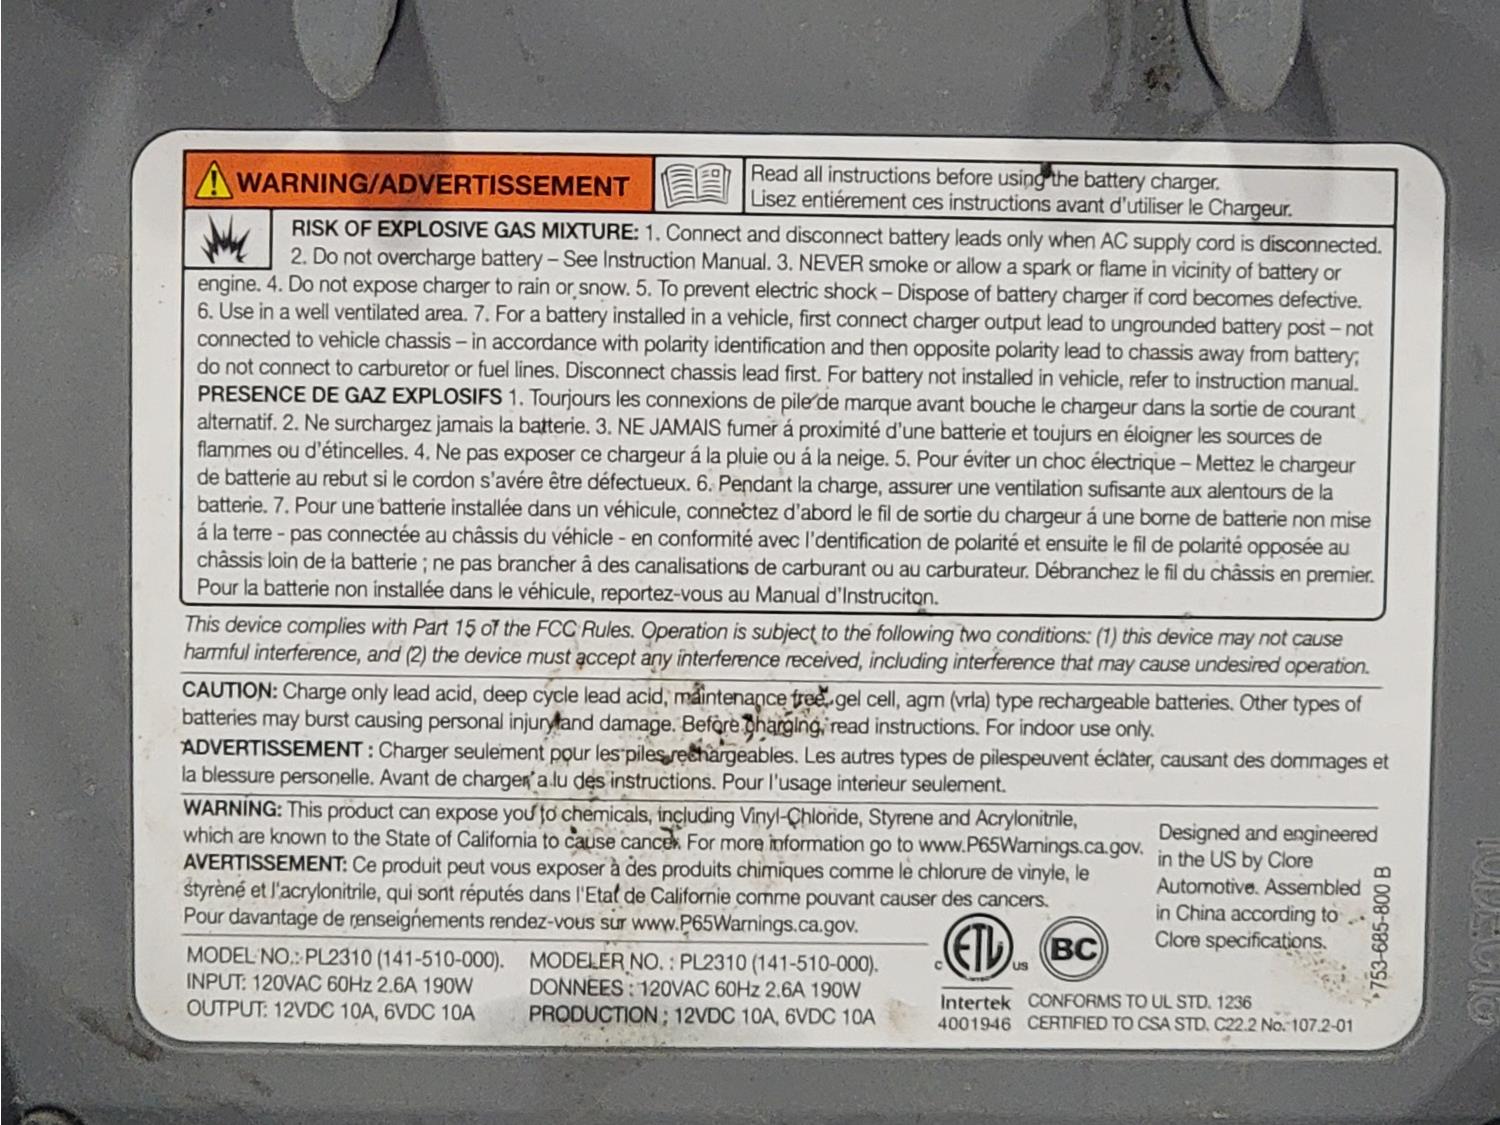 WARNING/ADVERTISSEMENT
Read all instructions before using the battery charger.
Lisez entiérement ces instructions avant d'utiliser le Chargeur.
RISK OF EXPLOSIVE GAS MIXTURE: 1. Connect and disconnect battery leads only when AC supply cord is disconnected.
2. Do not overcharge battery – See Instruction Manual. 3. NEVER smoke or allow a spark or flame in vicinity of battery or
engine. 4. Do not expose charger to rain or snow. 5. To prevent electric shock – Dispose of battery charger if cord becomes defective.
6. Use in a well ventilated area. 7. For a battery installed in a vehicle, first connect charger output lead to ungrounded battery post – not
connected to vehicle chassis – in accordance with polarity identification and then opposite polarity lead to chassis away from battery;
do not connect to carburetor or fuel lines. Disconnect chassis lead first. For battery not installed in vehicle, refer to instruction manual.
PRESENCE DE GAZ EXPLOSIFS 1. Tourjours les connexions de pile de marque avant bouche le chargeur dans la sortie de courant
alternatif. 2. Ne surchargez jamais la batterie. 3. NE JAMAIS fumer á proximité d'une batterie et toujurs en éloigner les sources de
flammes ou d'étincelles. 4. Ne pas exposer ce chargeur á la pluie ou á la neige. 5. Pour éviter un choc électrique – Mettez le chargeur
de batterie au rebut si le cordon s'avére être défectueux. 6. Pendant la charge, assurer une ventilation sufisante aux alentours de la
batterie. 7. Pour une batterie installée dans un véhicule, connectez d'abord le fil de sortie du chargeur á une borne de batterie non mise
á la terre - pas connectée au châssis du véhicule - en conformité avec l'dentification de polarité et ensuite le fil de polarité opposée au
châssis loin de la batterie ; ne pas brancher â des canalisations de carburant ou au carburateur. Débranchez le fil du châssis en premier.
Pour la batterie non installée dans le véhicule, reportez-vous au Manual d'Instruciton.
This device complies with Part 15 of the FCC Rules. Operation is subject to the following two conditions: (1) this device may not cause
harmful interference, and (2) the device must accept any interference received, including interference that may cause undesired operation.
CAUTION: Charge only lead acid, deep cycle lead acid, maintenance free, gel cell, agm (vrla) type rechargeable batteries. Other types of
batteries may burst causing personal injury and damage. Before charging, read instructions. For indoor use only.
ADVERTISSEMENT : Charger seulement pour les piles rechargeables. Les autres types de pilespeuvent éclater, causant des dommages et
la blessure personelle. Avant de charger a lu des instructions. Pour l'usage interieur seulement.
WARNING: This product can expose you to chemicals, including Vinyl-Chloride, Styrene and Acrylonitrile,
which are known to the State of California to cause cancer. For more information go to www.P65Warnings.ca.gov.
AVERTISSEMENT: Ce produit peut vous exposer à des produits chimiques comme le chlorure de vinyle, le
styrèné et l'acrylonitrile, qui sont réputés dans l'Etat de Californie comme pouvant causer des cancers.
Pour davantage de renseignements rendez-vous sur www.P65Warnings.ca.gov.
Designed and engineered
in the US by Clore
Automotive. Assembled
in China according to
Clore specifications.
753-685-800 B
MODEL NO.: PL2310 (141-510-000).
INPUT: 120VAC 60Hz 2.6A 190W
OUTPUT: 12VDC 10A, 6VDC 10A
MODELER NO. : PL2310 (141-510-000).
DONNÉES : 120VAC 60Hz 2.6A 190W
PRODUCTION : 12VDC 10A, 6VDC 10A
C ETL US
BC
Intertek
4001946
CONFORMS TO UL STD. 1236
CERTIFIED TO CSA STD. C22.2 No. 107.2-01